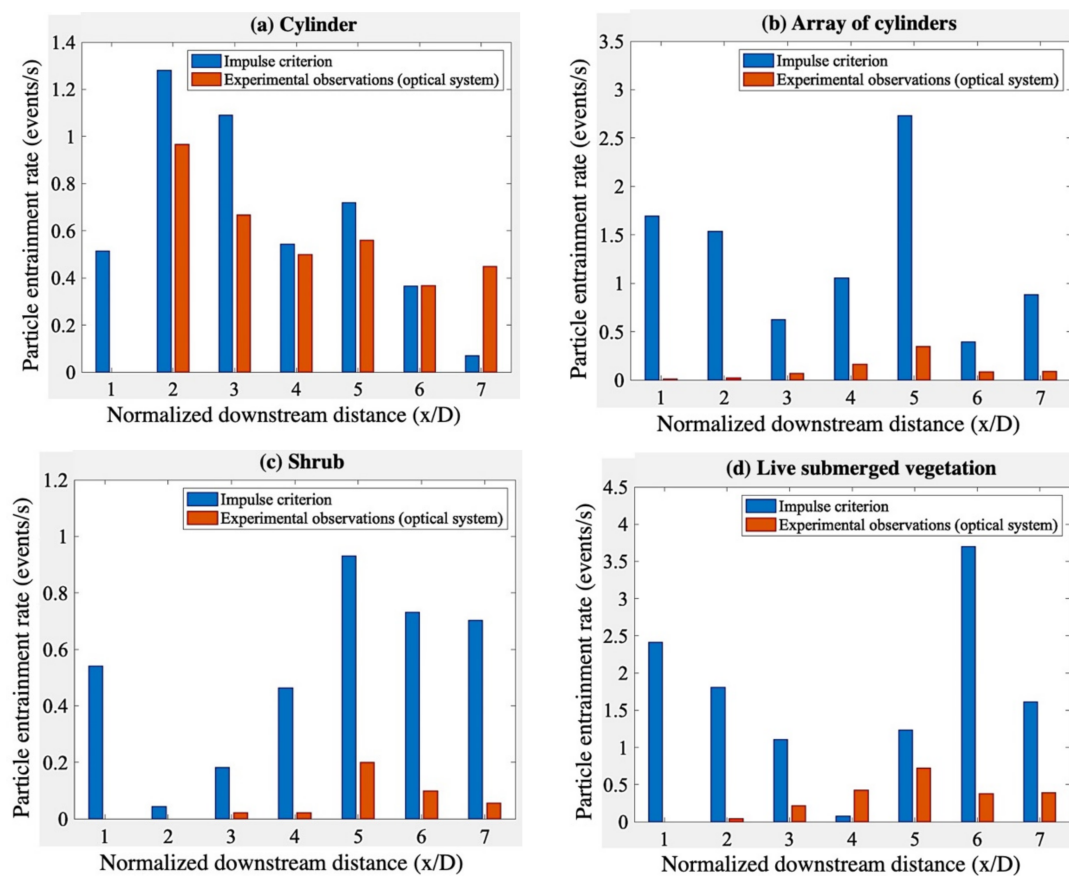 (a) Cylinder
Impulse criterion
Experimental observations (optical system)
Particle entrainment rate (events/s)
1.4
1.2
1
0.8
0.6
0.4
0.2
0
1 2 3 4 5 6 7
Normalized downstream distance (x/D)
(b) Array of cylinders
Impulse criterion
Experimental observations (optical system)
Particle entrainment rate (events/s)
3.5
3
2.5
2
1.5
1
0.5
0
1 2 3 4 5 6 7
Normalized downstream distance (x/D)
(c) Shrub
Impulse criterion
Experimental observations (optical system)
Particle entrainment rate (events/s)
1.2
1
0.8
0.6
0.4
0.2
0
1 2 3 4 5 6 7
Normalized downstream distance (x/D)
(d) Live submerged vegetation
Impulse criterion
Experimental observations (optical system)
Particle entrainment rate (events/s)
4.5
4
3.5
3
2.5
2
1.5
1
0.5
0
1 2 3 4 5 6 7
Normalized downstream distance (x/D)